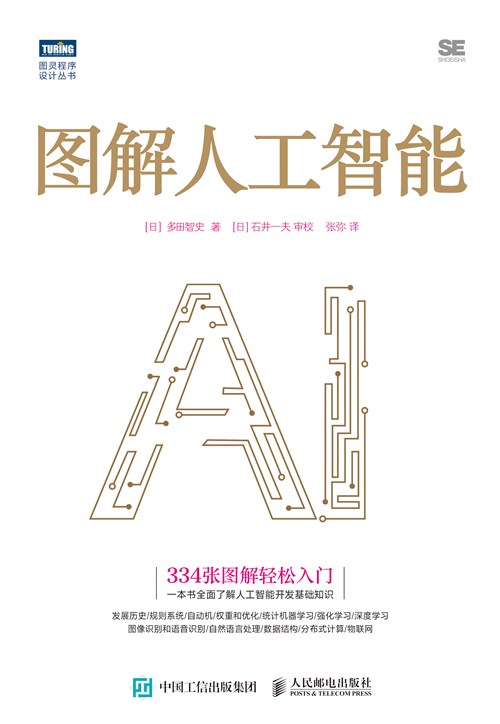 TURING
图灵程序
设计丛书
SE
SHOEISHA
图解人工智能
[日] 多田智史 著 [日] 石井一夫 审校 张弥 译
AI
334张图解轻松入门
一本书全面了解人工智能开发基础知识
发展历史/规则系统/自动机/权重和优化/统计机器学习/强化学习/深度学习
图像识别和语音识别/自然语言处理/数据结构/分布式计算/物联网
中国工信出版集团 人民邮电出版社
POSTS & TELECOM PRESS